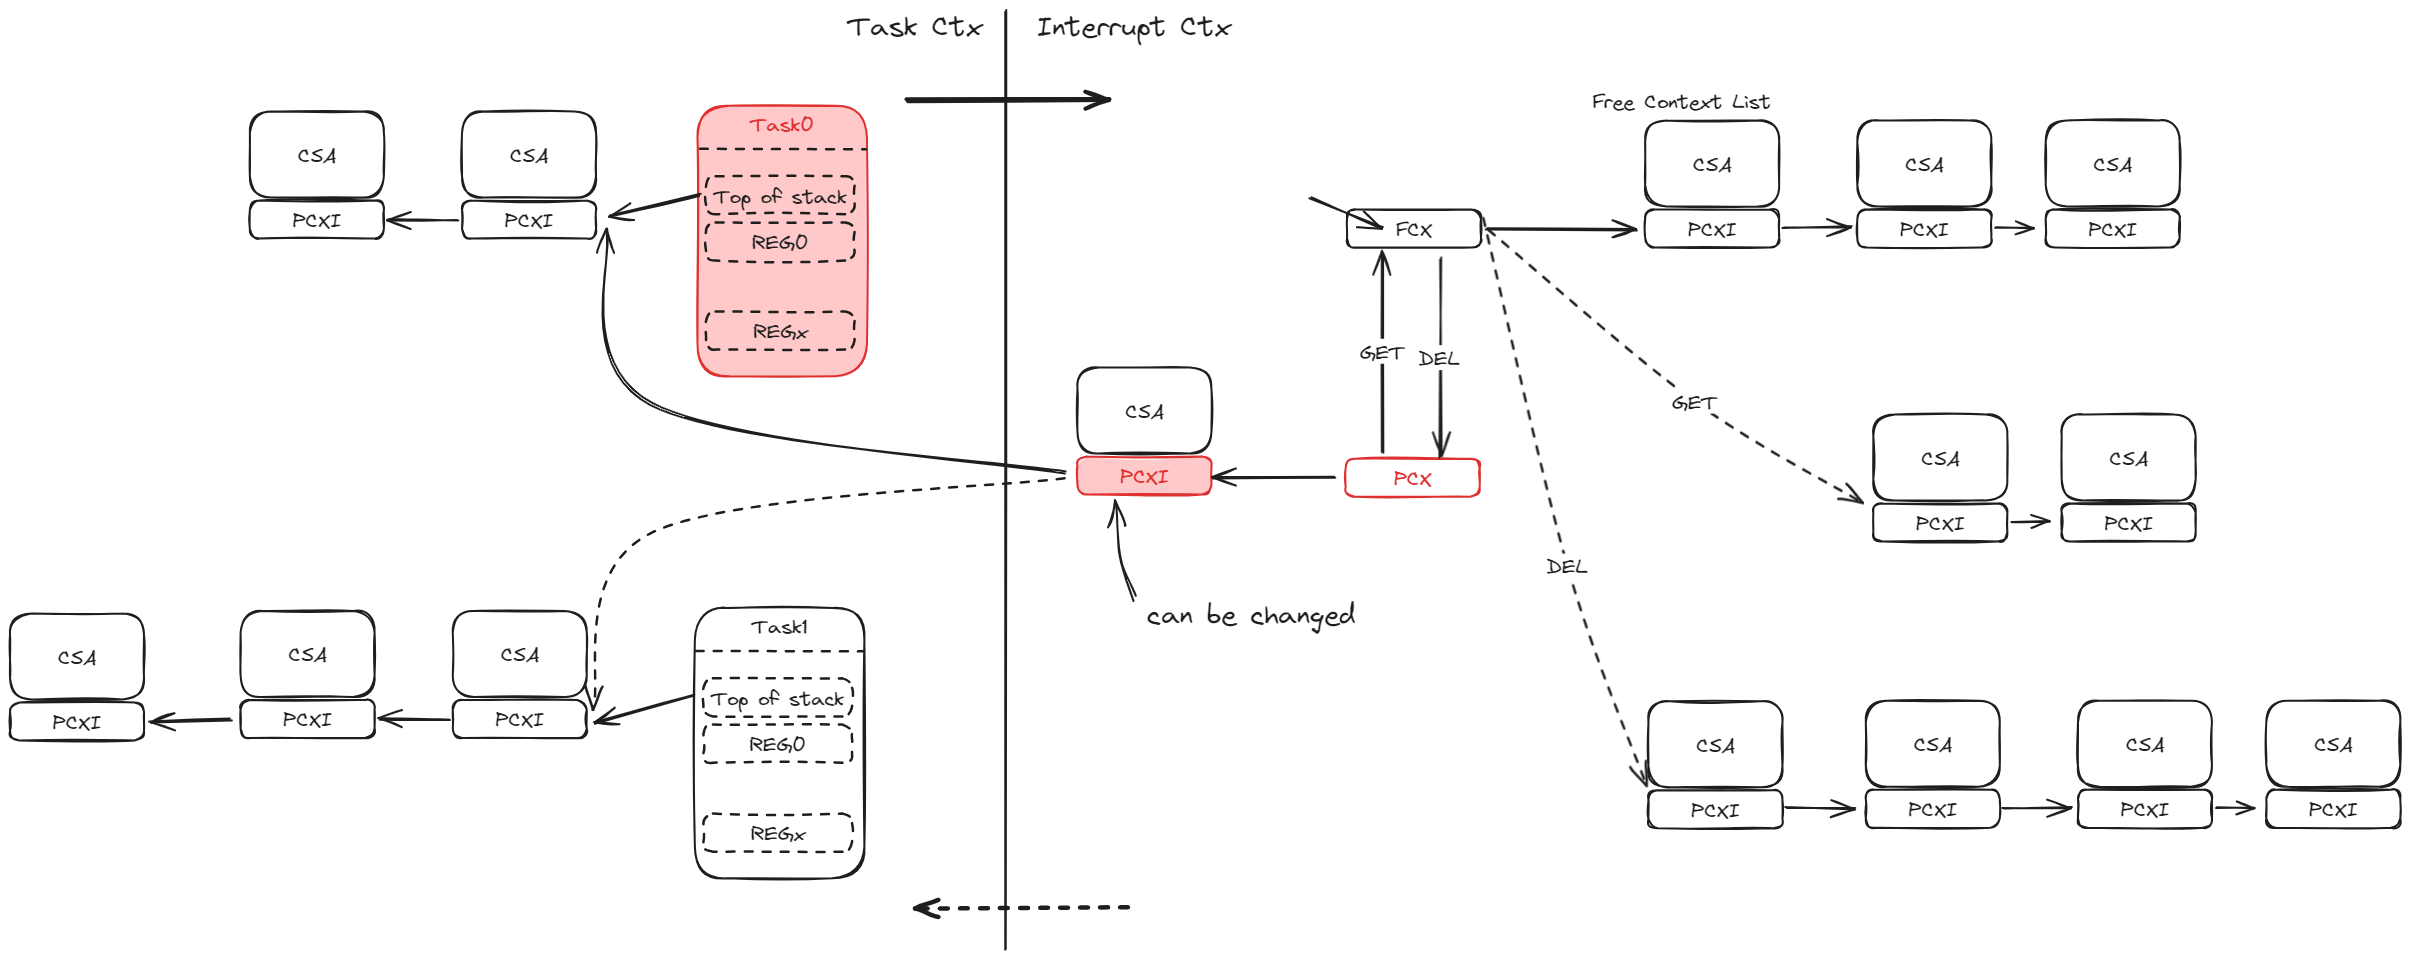 Task Ctx
Interrupt Ctx
Free Context List
CSA
CSA
Task0
CSA
CSA
CSA
Top of stack
PCXI
PCXI
FCX
PCXI
PCXI
PCXI
REG0
REGx
GET
DEL
CSA
GET
PCXI
PCX
CSA
CSA
PCXI
PCXI
DEL
can be changed
Task1
CSA
CSA
CSA
Top of stack
PCXI
PCXI
PCXI
REG0
REGx
CSA
CSA
CSA
CSA
PCXI
PCXI
PCXI
PCXI